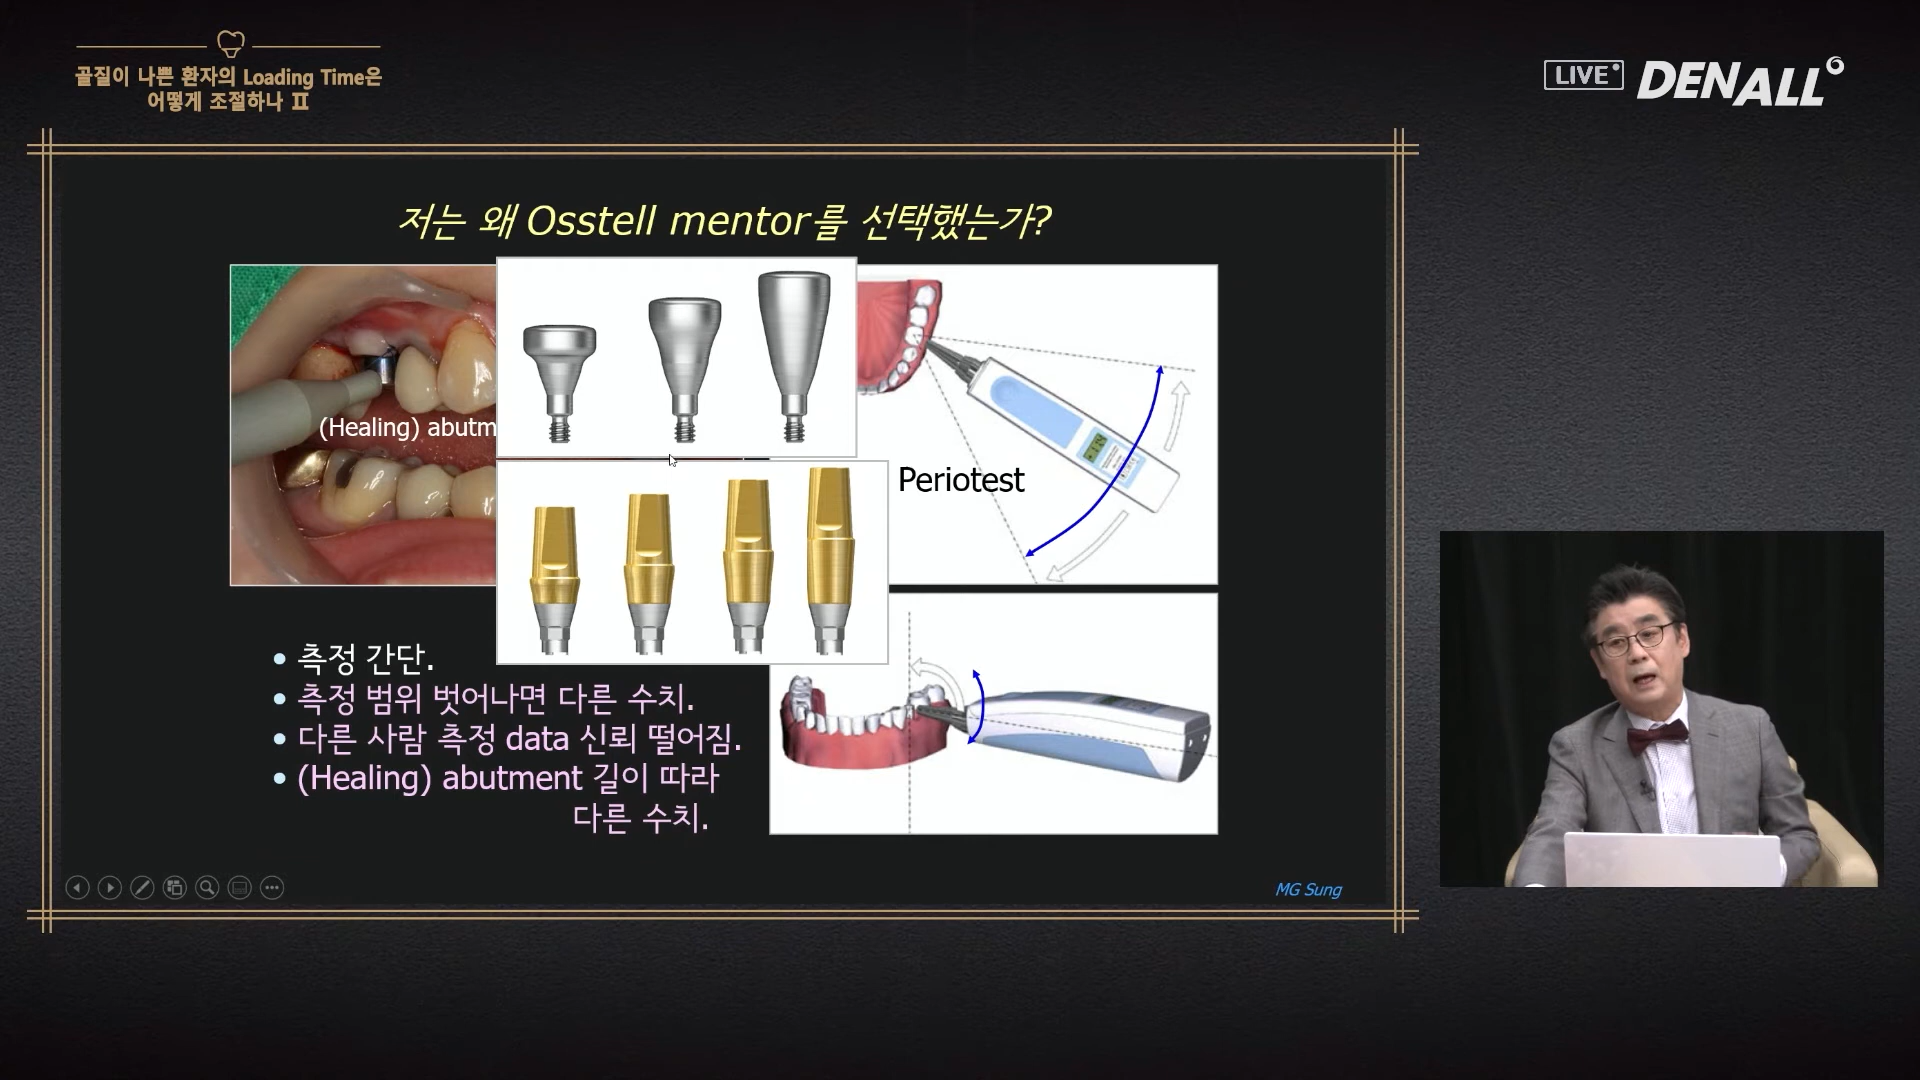 골질이 나쁜 환자의 Loading Time은
어떻게 조절하나 Ⅱ
LIVE
DENALL
저는 왜 Osstell mentor를 선택했는가?
(Healing) abutm
Periotest
• 측정 간단.
• 측정 범위 벗어나면 다른 수치.
• 다른 사람 측정 data 신뢰 떨어짐.
• (Healing) abutment 길이 따라
다른 수치.
MG Sung